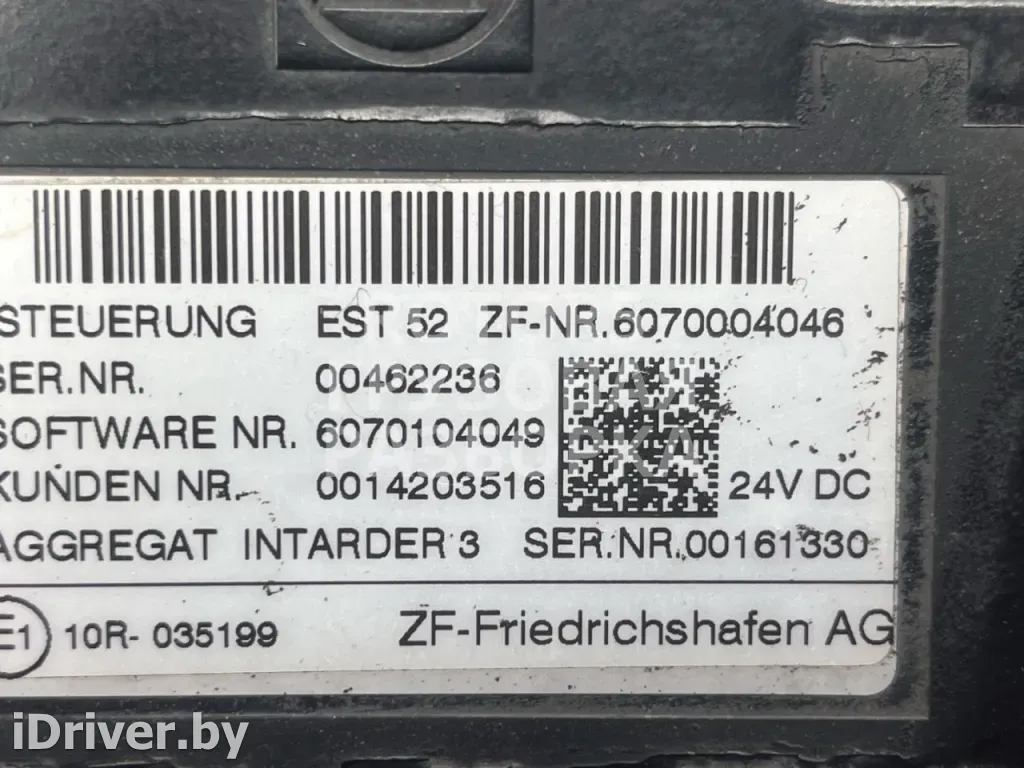 STEUERUNG EST 52 ZF-NR.6070004046
SER.NR. 00462236
SOFTWARE NR. 6070104049
KUNDEN NR. 0014203516 24V DC
AGGREGAT INTARDER 3 SER.NR.00161330
E1 10R- 035199 ZF-Friedrichshafen AG
iDriver.by